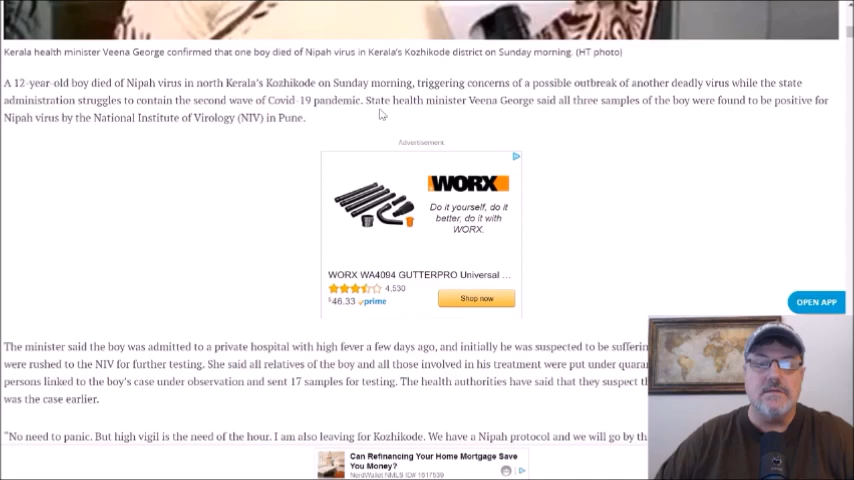 Kerala health minister Veena George confirmed that one boy died of Nipah virus in Kerala's Kozhikode district on Sunday morning. (HT photo)
A 12-year-old boy died of Nipah virus in north Kerala's Kozhikode on Sunday morning, triggering concerns of a possible outbreak of another deadly virus while the state
administration struggles to contain the second wave of Covid-19 pandemic. State health minister Veena George said all three samples of the boy were found to be positive for
Nipah virus by the National Institute of Virology (NIV) in Pune.
Advertisement
WORX
Do it yourself, do it
better, do it with
WORX.
WORX WA4094 GUTTERPRO Universal ...
4,530
$46.33 prime
Shop now
OPEN APP
The minister said the boy was admitted to a private hospital with high fever a few days ago, and initially he was suspected to be
were rushed to the NIV for further testing. She said all relatives of the boy and all those involved in his treatment were put under
persons linked to the boy's case under observation and sent 17 samples for testing. The health authorities have said that they suspect
was the case earlier.
"No need to panic. But high vigil is the need of the hour. I am also leaving for Kozhikode. We have a Nipah protocol and we will go by
Can Refinancing Your Home Mortgage Save
You Money?
NerdWallet NMLS ID# 1617539